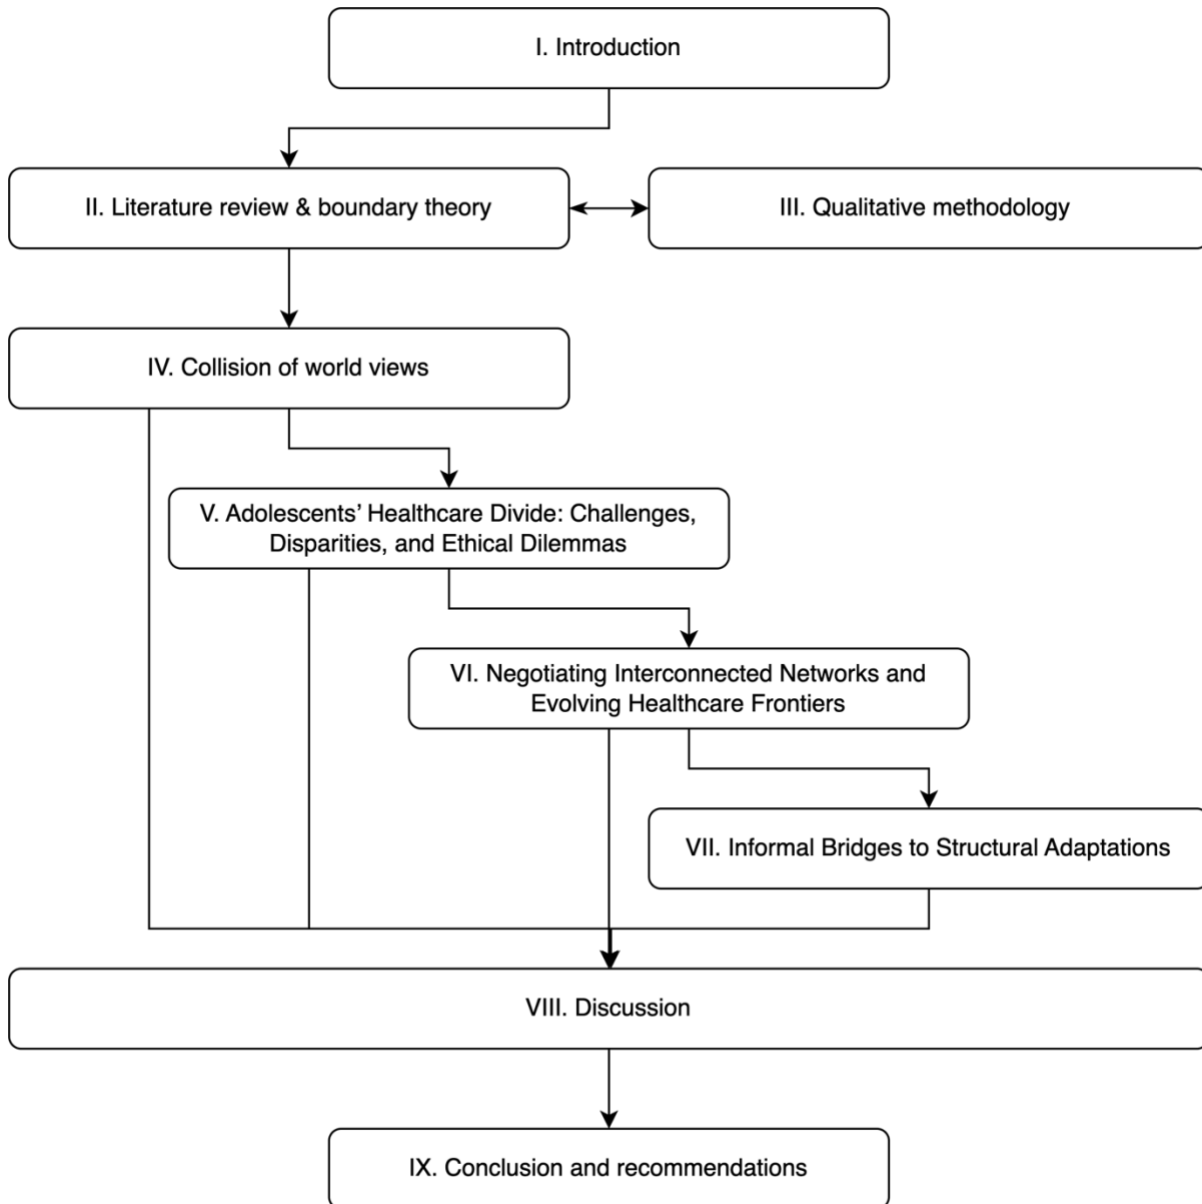 I. Introduction
II. Literature review & boundary theory
III. Qualitative methodology
IV. Collision of world views
V. Adolescents’ Healthcare Divide: Challenges,
Disparities, and Ethical Dilemmas
VI. Negotiating Interconnected Networks and
Evolving Healthcare Frontiers
VII. Informal Bridges to Structural Adaptations
VIII. Discussion
IX. Conclusion and recommendations